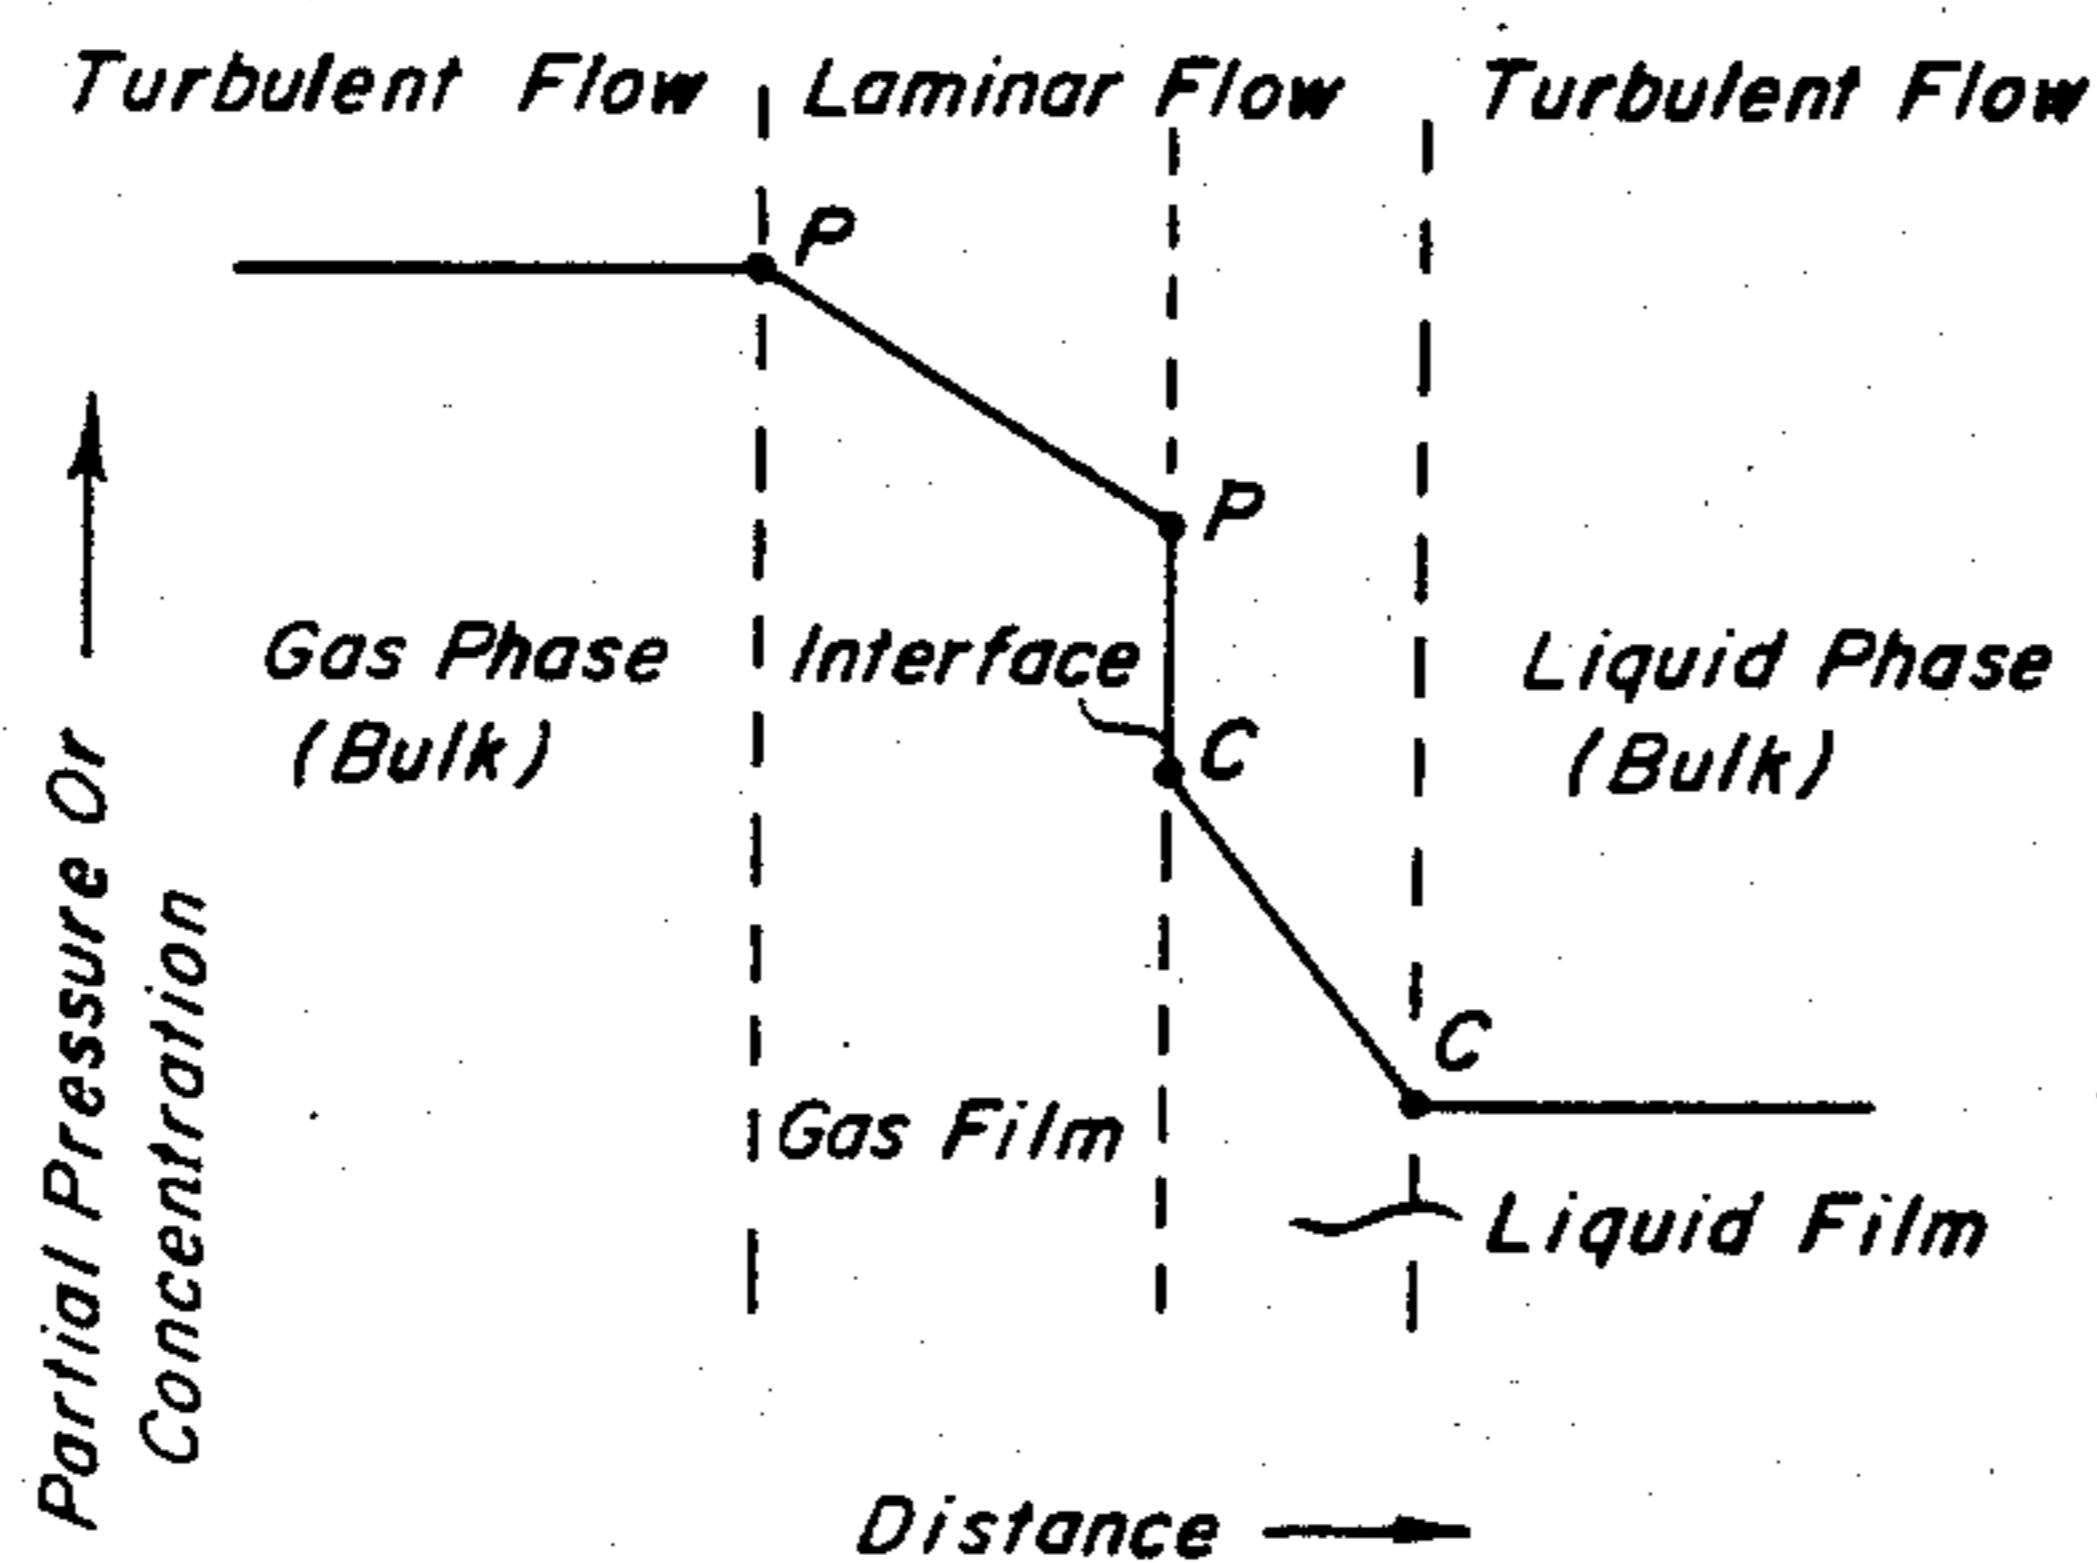 Turbulent Flow
Laminar Flow
Turbulent Flow
P
P
Gas Phase
(Bulk)
Interface
C
Liquid Phase
(Bulk)
C
Gas Film
Liquid Film
Partial Pressure Or
Concentration
Distance